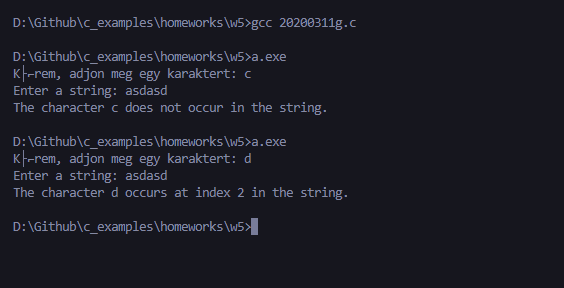 D:\Github\c_examples\homeworks\w5>gcc 20200311g.c
D:\Github\c_examples\homeworks\w5>a.exe
K├⌐rem, adjon meg egy karaktert: c
Enter a string: asdasd
The character c does not occur in the string.
D:\Github\c_examples\homeworks\w5>a.exe
K├⌐rem, adjon meg egy karaktert: d
Enter a string: asdasd
The character d occurs at index 2 in the string.
D:\Github\c_examples\homeworks\w5>